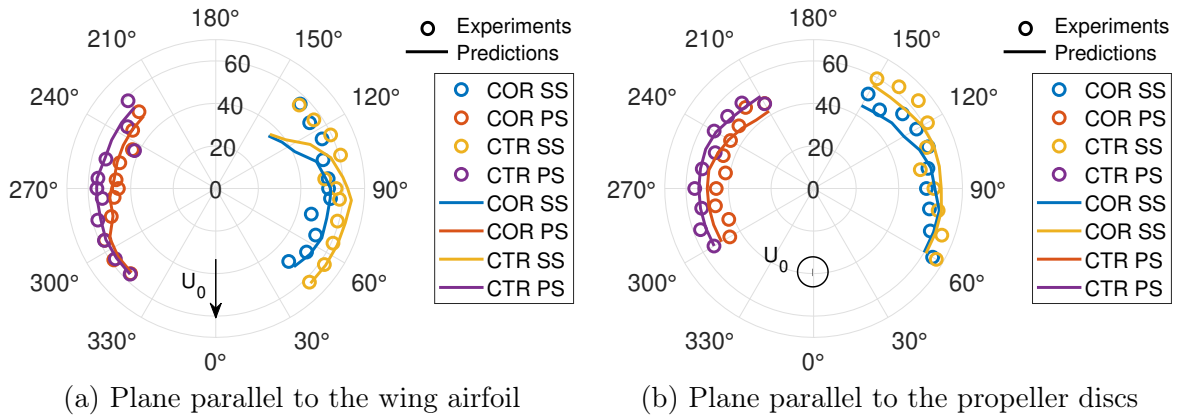 180°
210°
150°
60
240°
40
120°
20
270°
0
90°
300°
U0
60°
330°
30°
0°
Experiments
Predictions
COR SS
COR PS
CTR SS
CTR PS
COR SS
COR PS
CTR SS
CTR PS
(a) Plane parallel to the wing airfoil
180°
210°
150°
60
240°
40
120°
20
270°
0
90°
U0
300°
60°
330°
30°
0°
Experiments
Predictions
COR SS
COR PS
CTR SS
CTR PS
COR SS
COR SS
CTR PS
CTR PS
(b) Plane parallel to the propeller discs